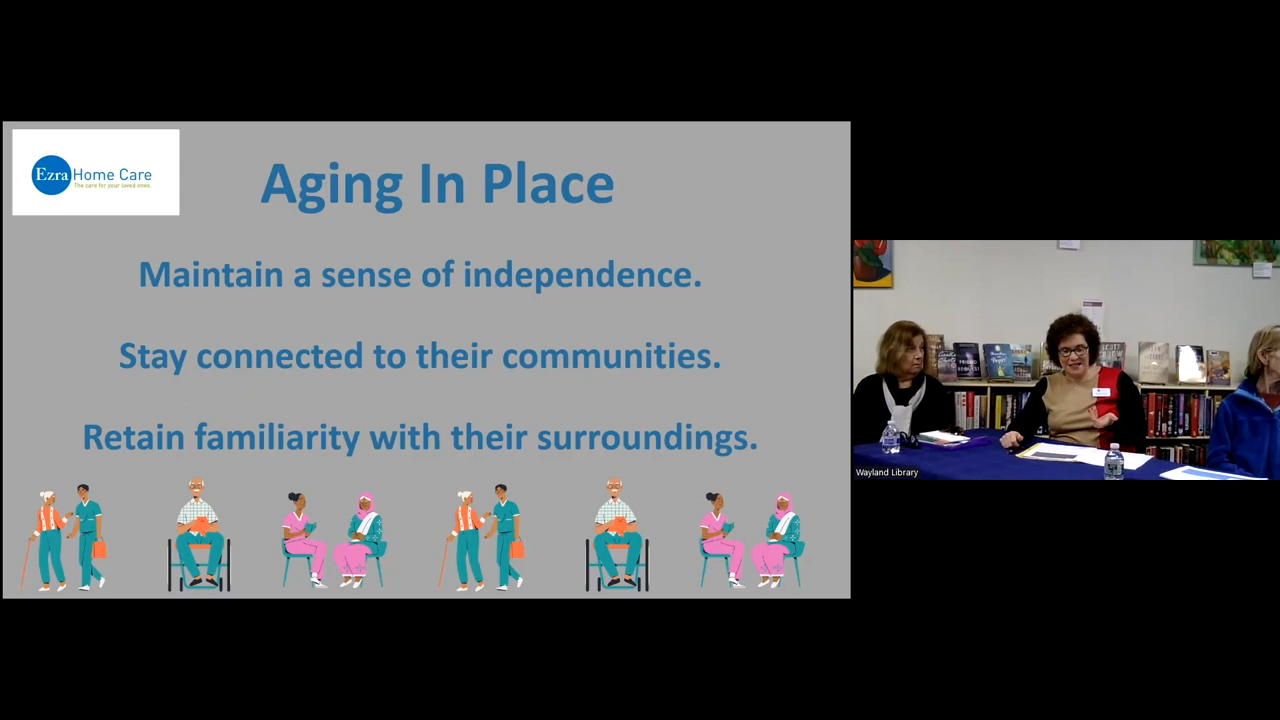 Ezra Home Care
The care for your loved ones.
Aging In Place
Maintain a sense of independence.
Stay connected to their communities.
Retain familiarity with their surroundings.
Wayland Library